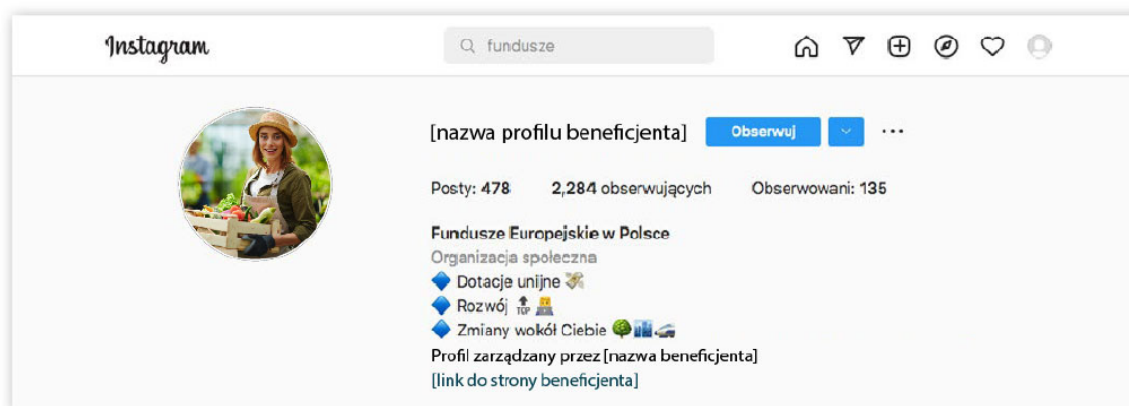 Instagram
fundusze
[nazwa profilu beneficjenta] Obserwuj
Posty: 478 2,284 obserwujących Obserwowani: 135
Fundusze Europejskie w Polsce
Organizacja społeczna
Dotacje unijne
Rozwój TOP
Zmiany wokół Ciebie
Profil zarządzany przez [nazwa beneficjenta]
[link do strony beneficjenta]